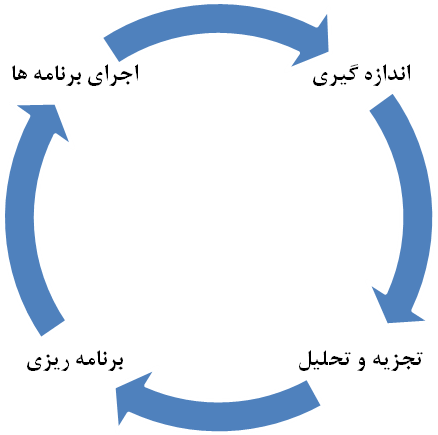 اندازه گیری
اجرای برنامه ها
تجزیه و تحلیل
برنامه ریزی